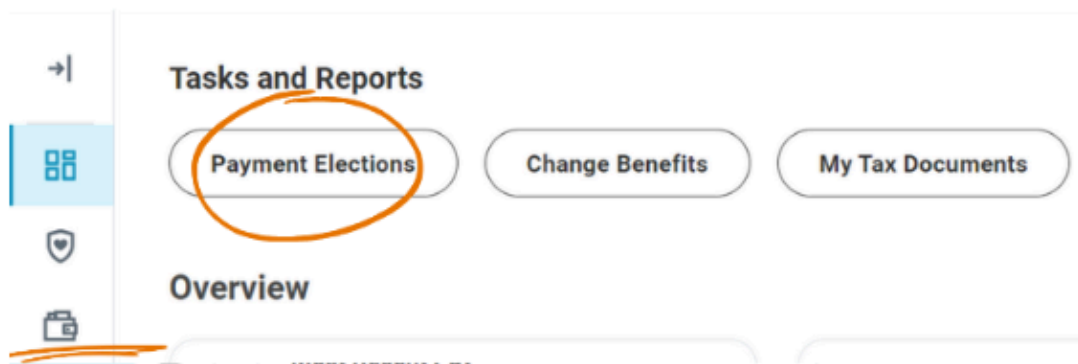 Tasks and Reports
Payment Elections
Change Benefits
My Tax Documents
Overview